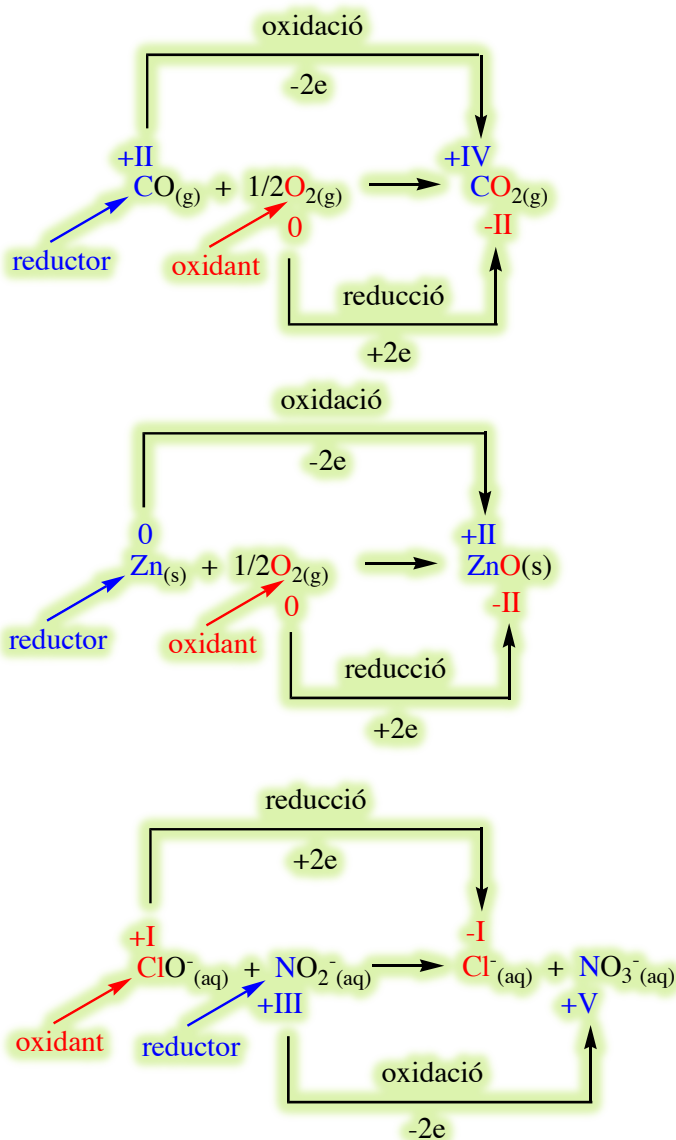 oxidació
-2e
+II +IV
CO(g) + 1/2O2(g) CO2(g)
0 -II
reductor oxidant
reducció
+2e
oxidació
-2e
0 +II
Zn(s) + 1/2O2(g) ZnO(s)
0 -II
reductor oxidant
reducció
+2e
reducció
+2e
+I -I
ClO-(aq) + NO2-(aq) Cl-(aq) + NO3-(aq)
+III +V
oxidant reductor
oxidació
-2e